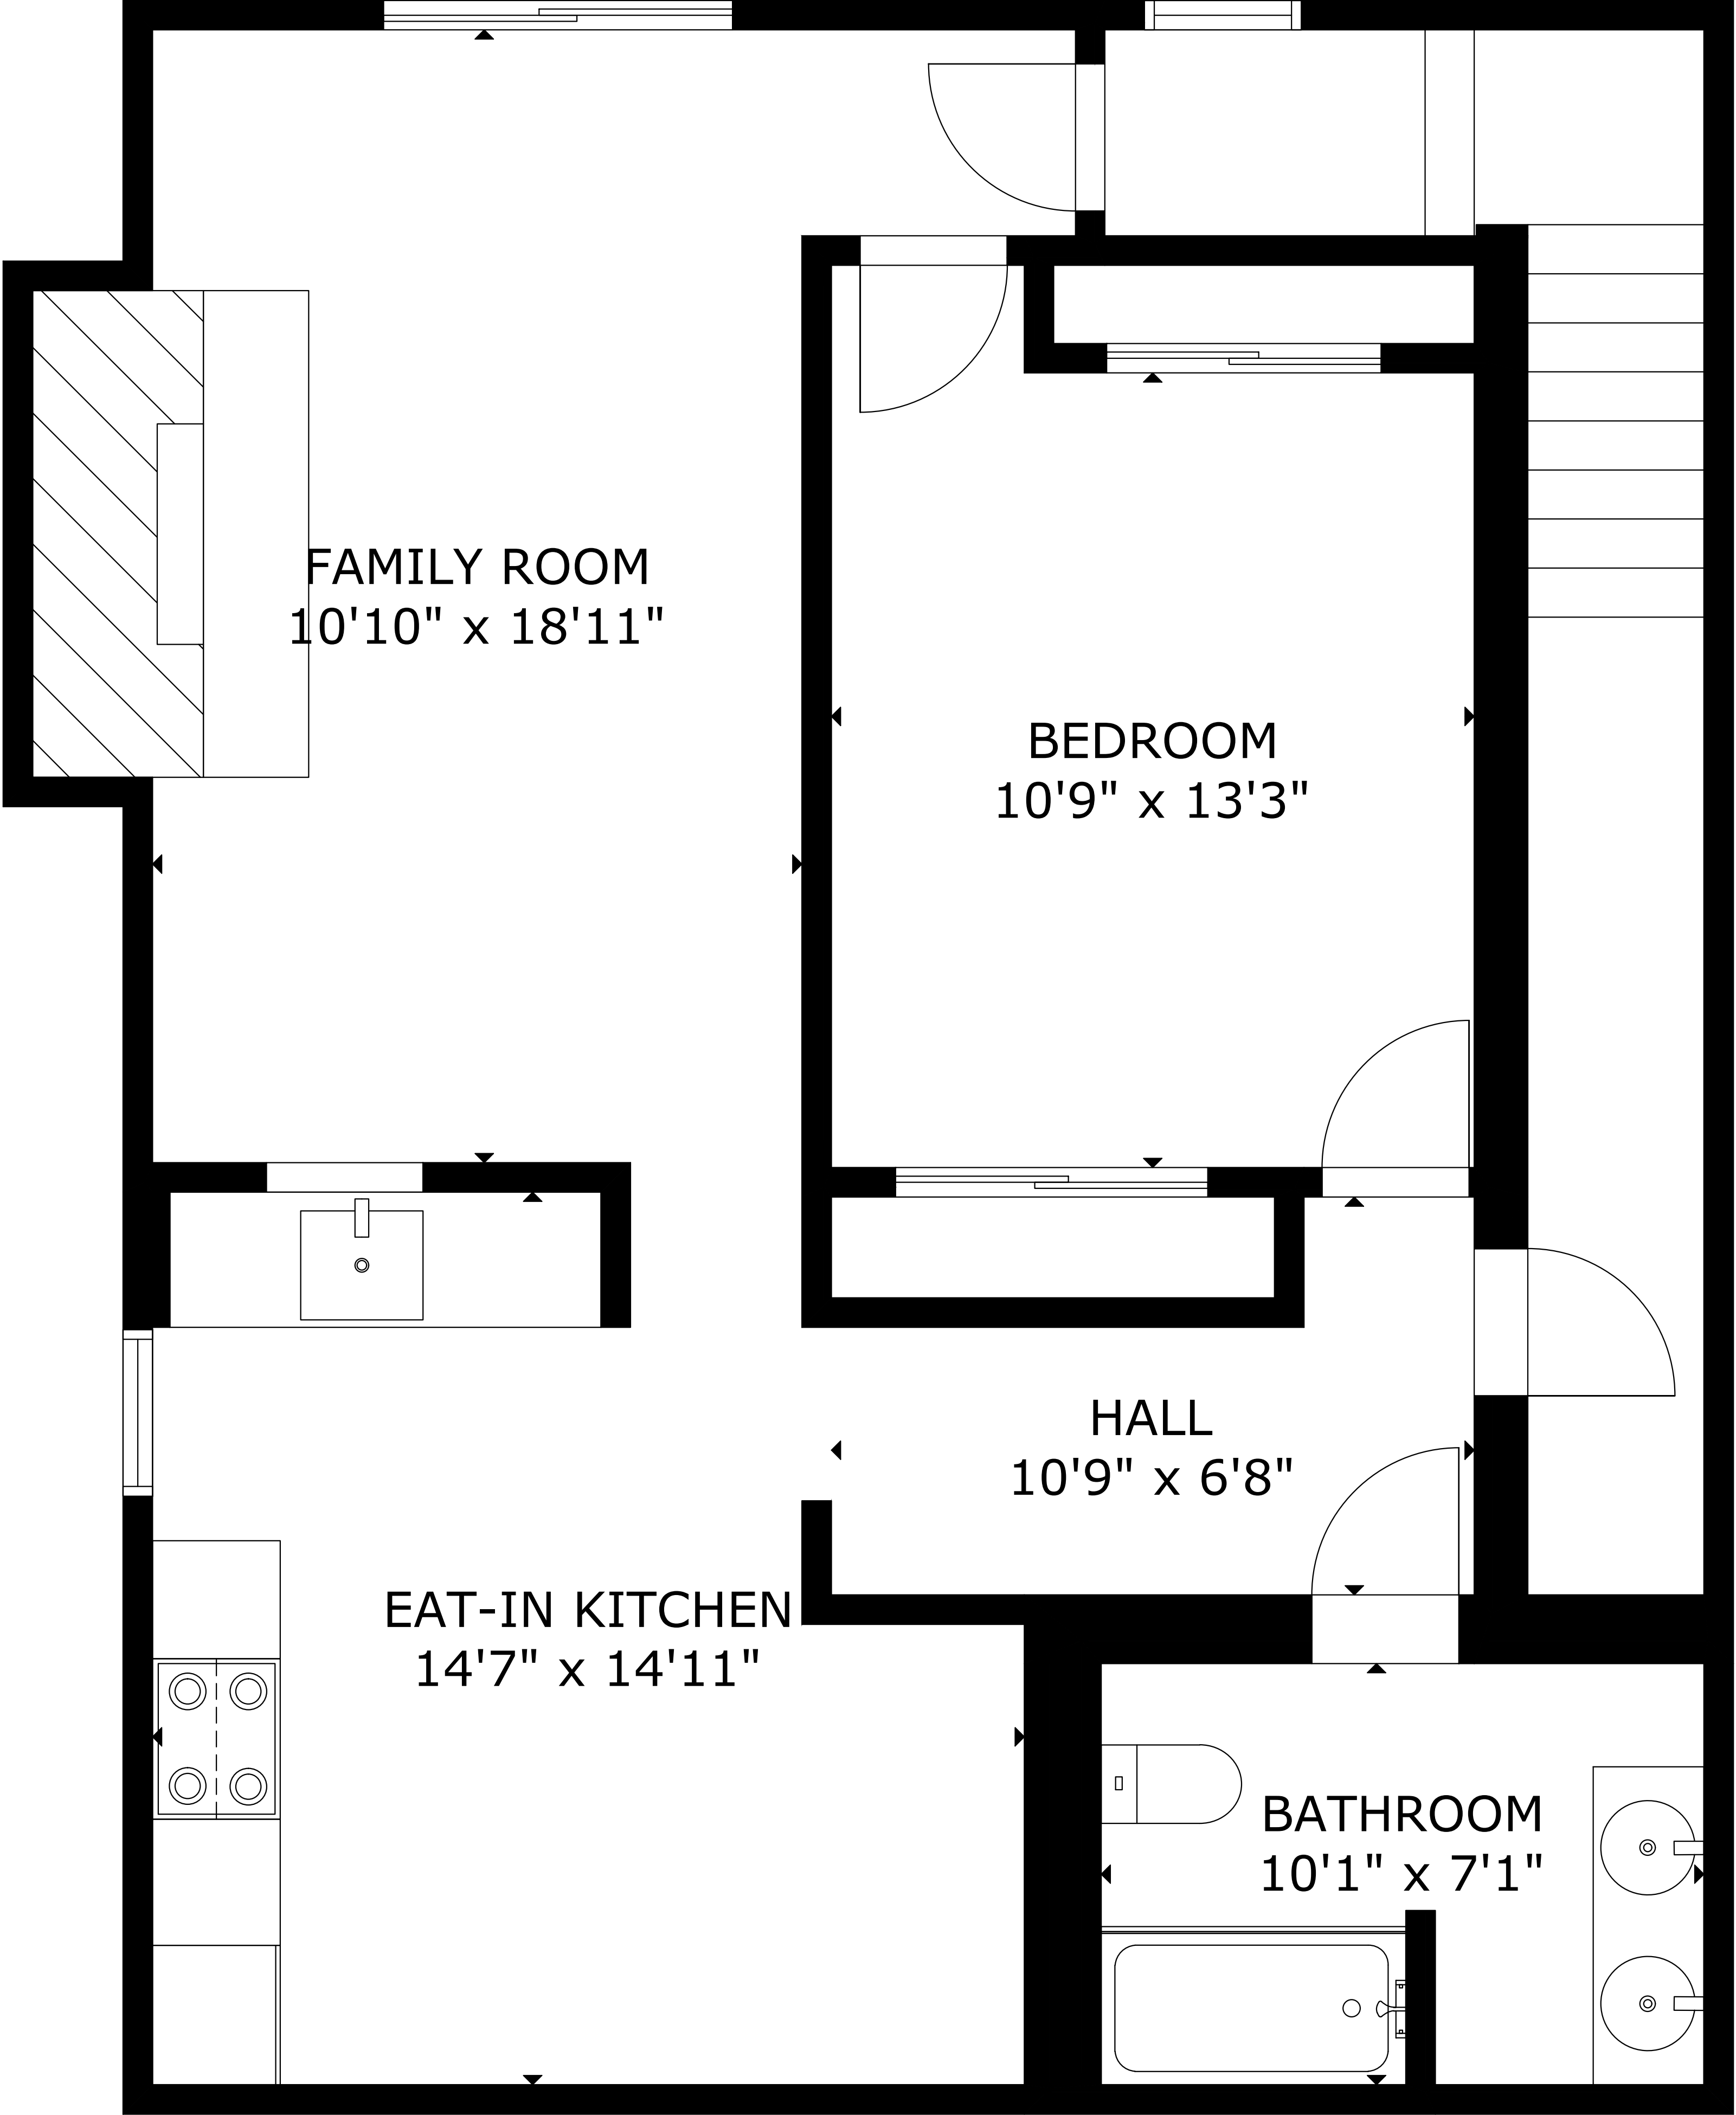 FAMILY ROOM
10'10" x 18'11"
BEDROOM
10'9" x 13'3"
HALL
10'9" x 6'8"
EAT-IN KITCHEN
14'7" x 14'11"
BATHROOM
10'1" x 7'1"